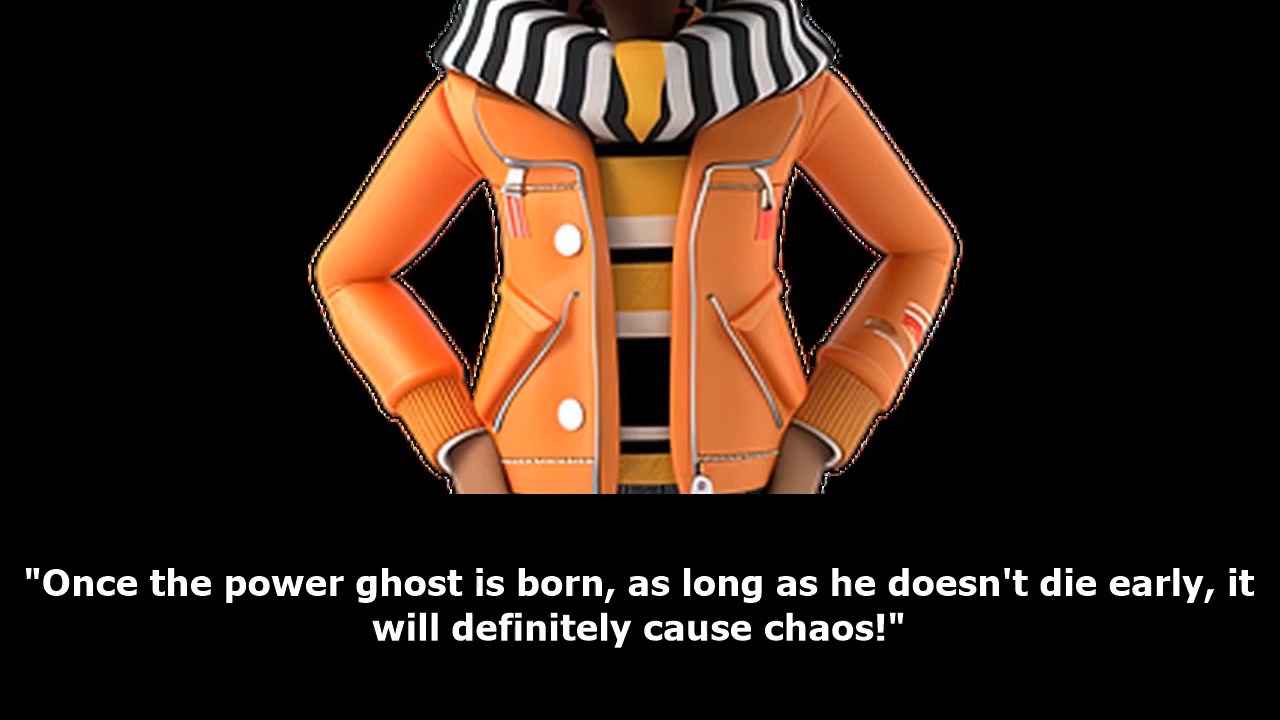 "Once the power ghost is born, as long as he doesn't die early, it
will definitely cause chaos!"